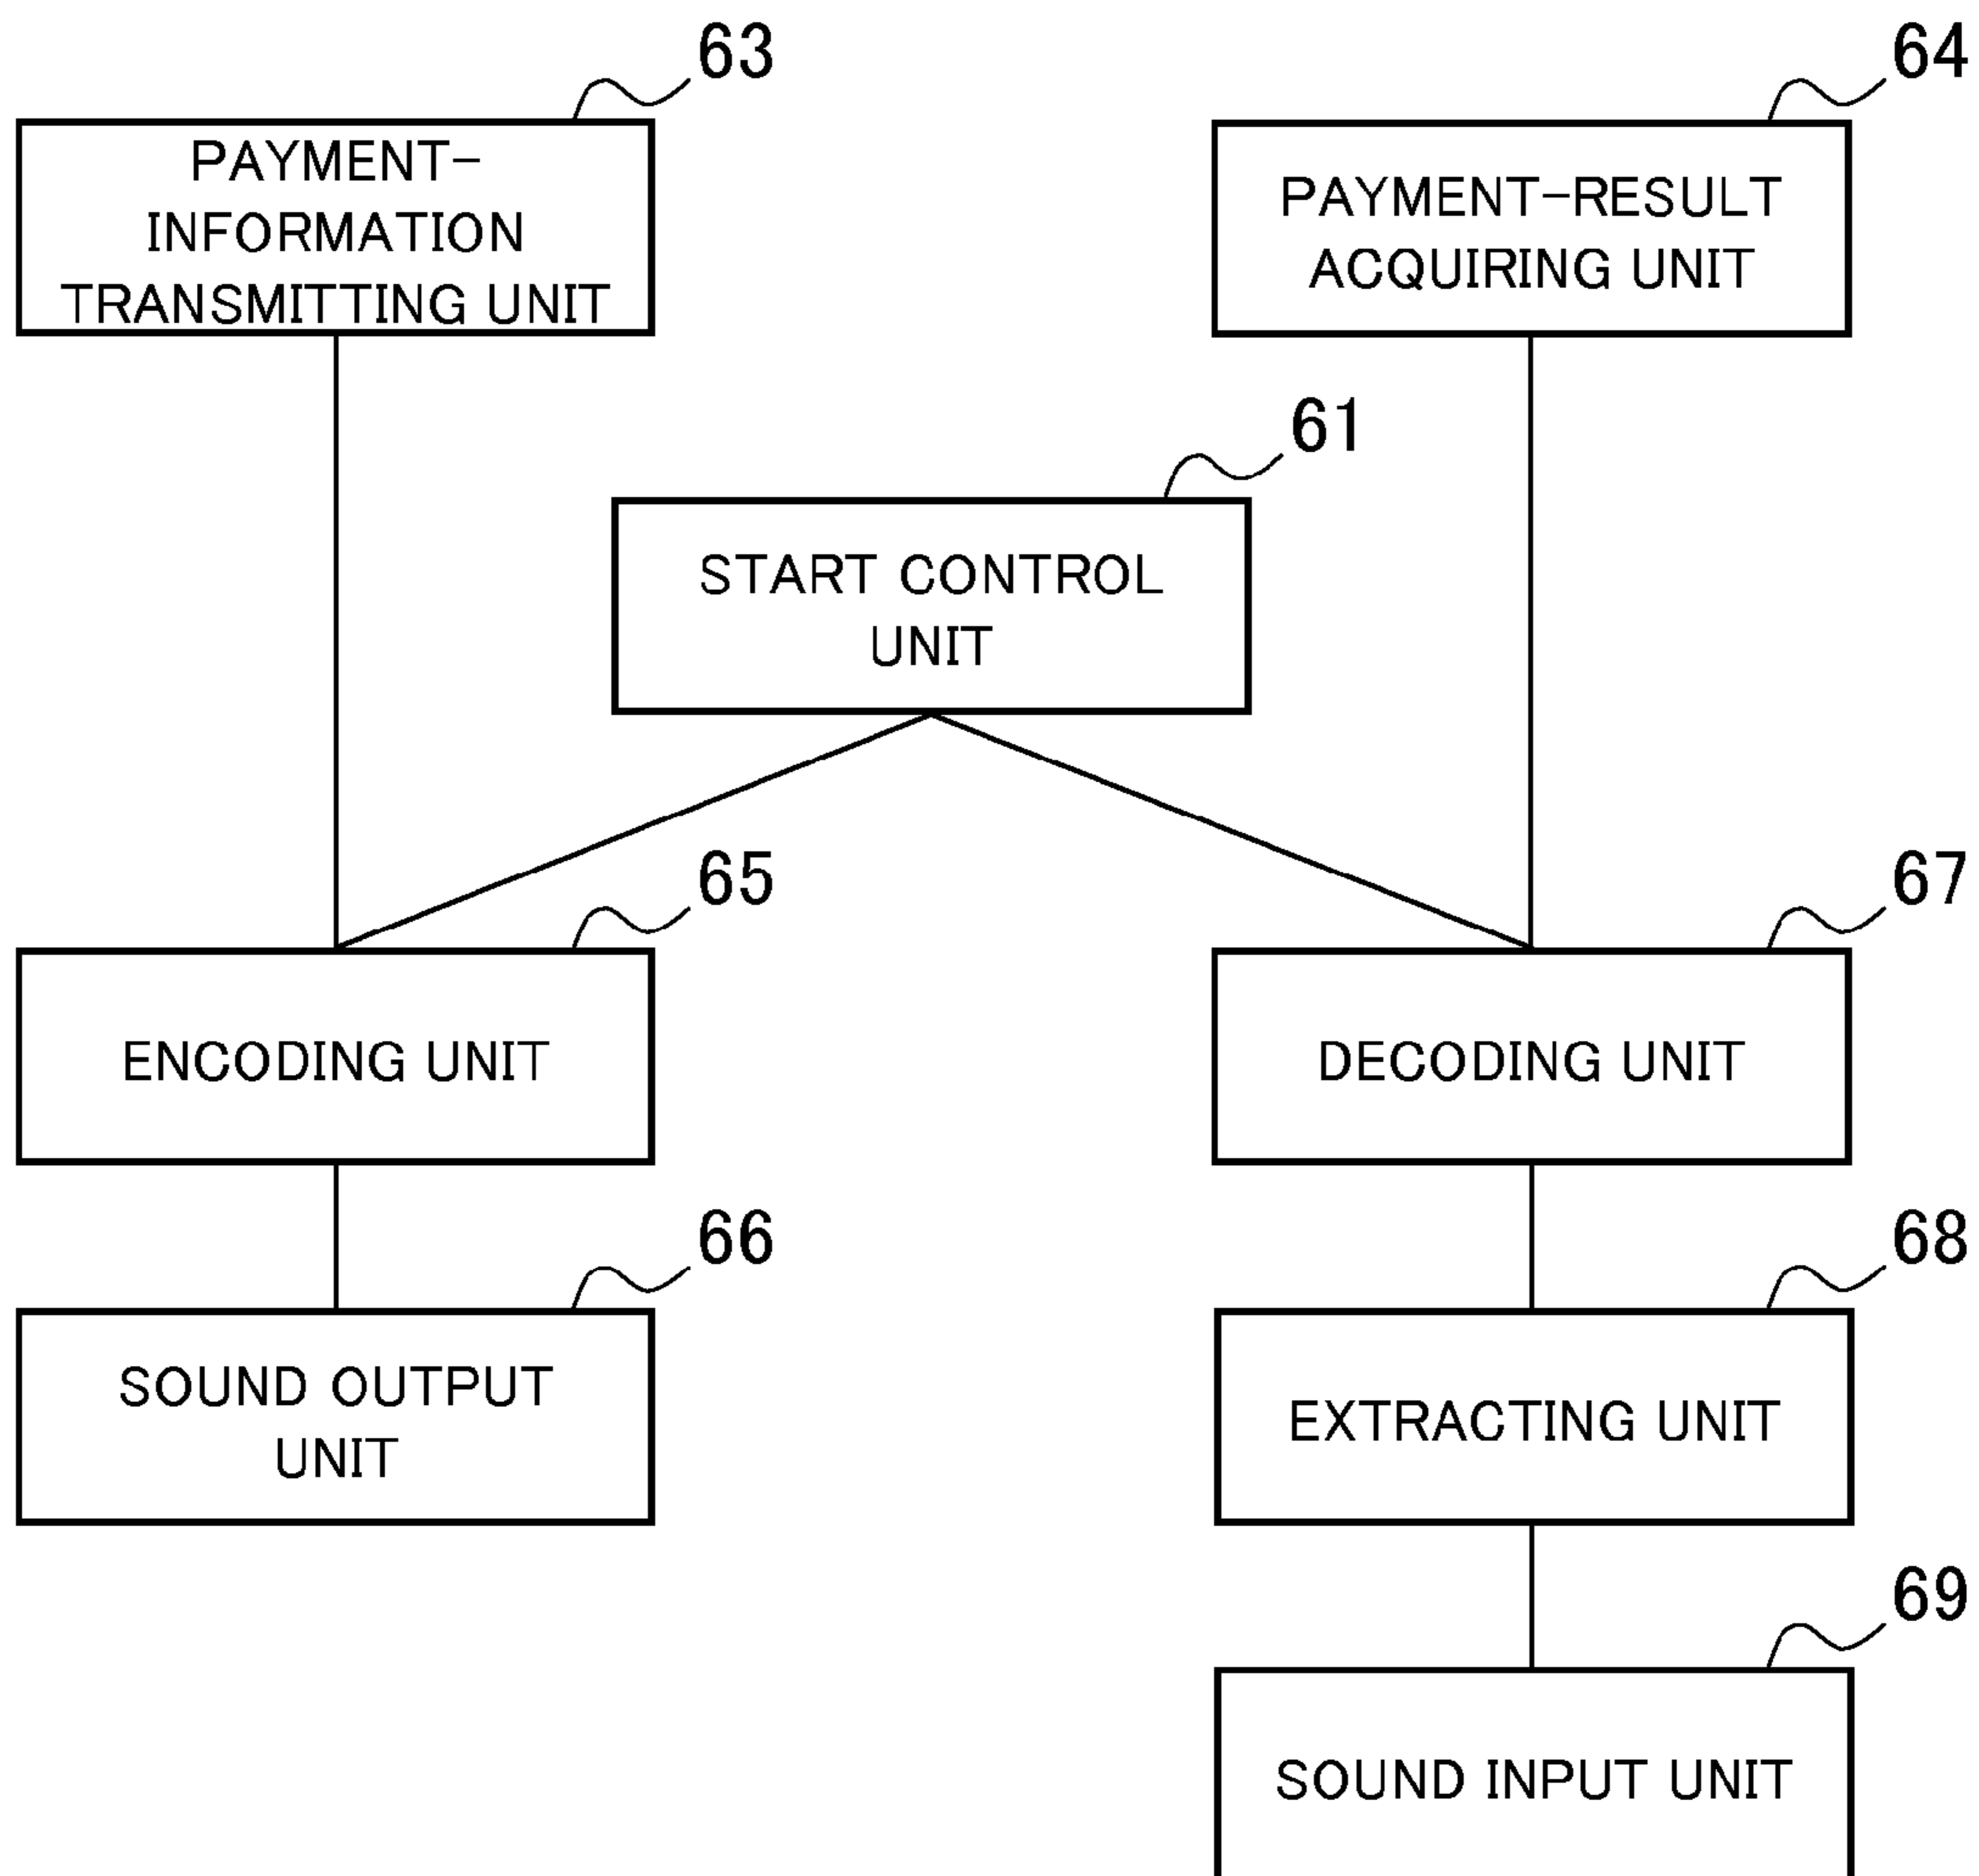 63
PAYMENT-
INFORMATION
TRANSMITTING UNIT
64
PAYMENT-RESULT
ACQUIRING UNIT
61
START CONTROL
UNIT
65
ENCODING UNIT
67
DECODING UNIT
66
SOUND OUTPUT
UNIT
68
EXTRACTING UNIT
69
SOUND INPUT UNIT